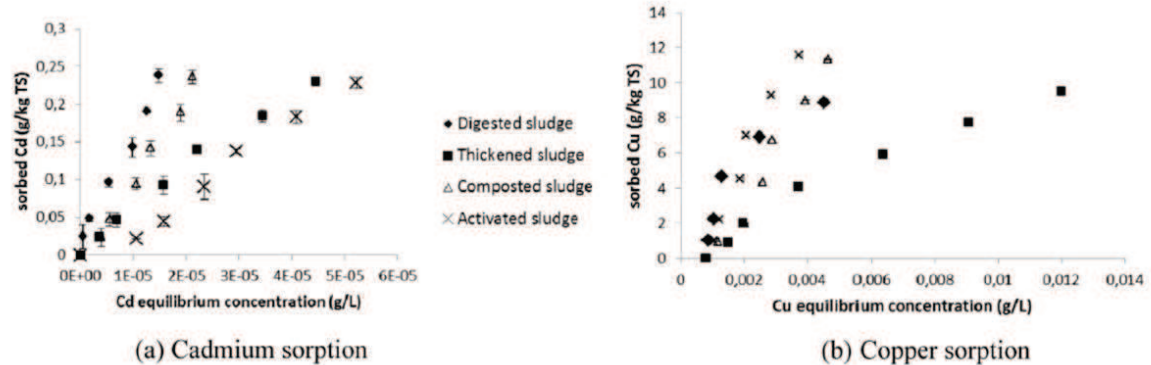 0,3
0,25
0,2
0,15
0,1
0,05
0
sorbed Cd (g/kg TS)
0E+00 1E-05 2E-05 3E-05 4E-05 5E-05 6E-05
Cd equilibrium concentration (g/L)
(a) Cadmium sorption
Digested sludge
Thickened sludge
Composted sludge
Activated sludge
14
12
10
8
6
4
2
0
sorbed Cu (g/kg TS)
0 0,002 0,004 0,006 0,008 0,01 0,012 0,014
Cu equilibrium concentration (g/L)
(b) Copper sorption